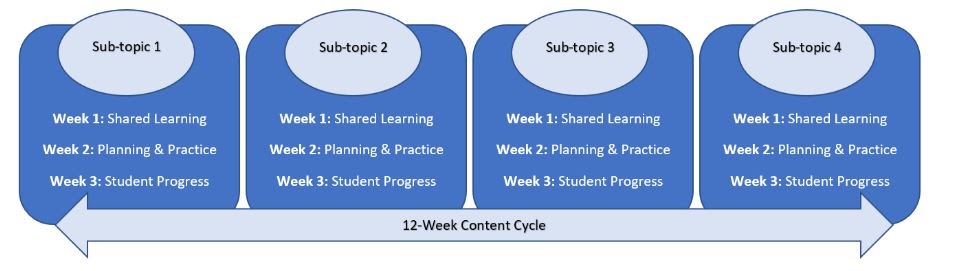 Sub-topic 1
Week 1: Shared Learning
Week 2: Planning & Practice
Week 3: Student Progress
Sub-topic 2
Week 1: Shared Learning
Week 2: Planning & Practice
Week 3: Student Progress
Sub-topic 3
Week 1: Shared Learning
Week 2: Planning & Practice
Week 3: Student Progress
Sub-topic 4
Week 1: Shared Learning
Week 2: Planning & Practice
Week 3: Student Progress
12-Week Content Cycle